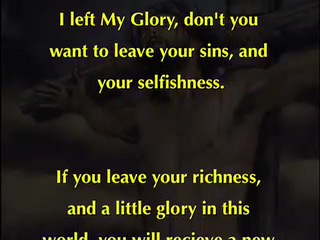 I left My Glory, don't you
want to leave your sins, and
your selfishness.
If you leave your richness,
and a little glory in this
world, you will recieve a new